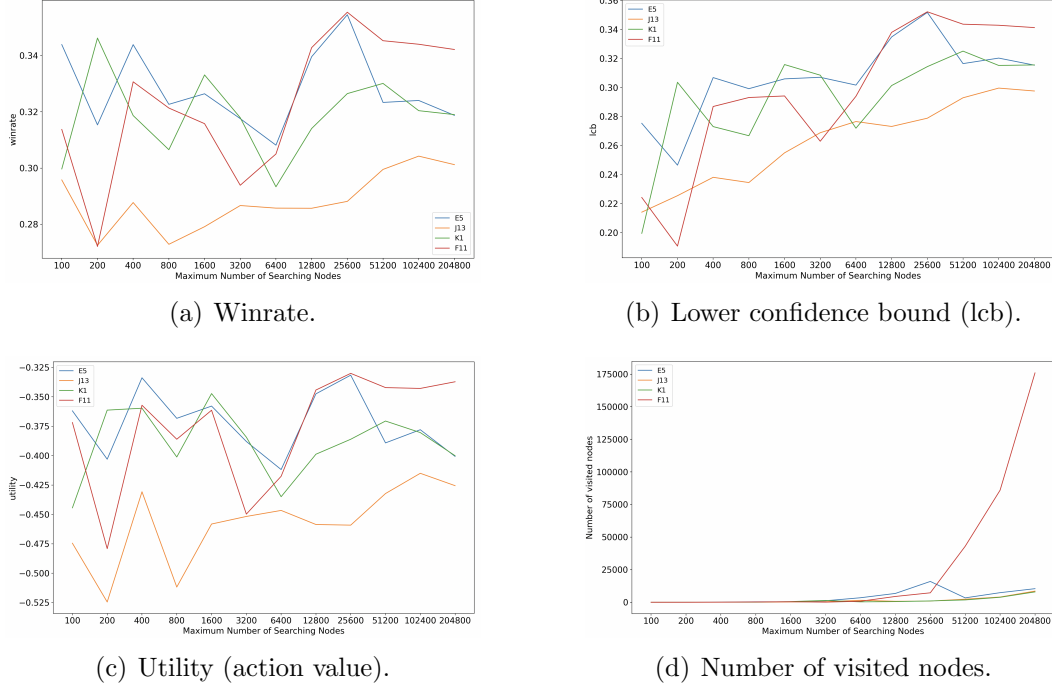 0.34
0.32
0.30
0.28
winrate
E5
J13
K1
F11
100 200 400 800 1600 3200 6400 12800 25600 51200 102400 204800
Maximum Number of Searching Nodes
(a) Winrate.
0.36
0.34
0.32
0.30
0.28
0.26
0.24
0.22
0.20
lcb
E5
J13
K1
F11
100 200 400 800 1600 3200 6400 12800 25600 51200 102400 204800
Maximum Number of Searching Nodes
(b) Lower confidence bound (lcb).
−0.325
−0.350
−0.375
−0.400
−0.425
−0.450
−0.475
−0.500
−0.525
utility
E5
J13
K1
F11
100 200 400 800 1600 3200 6400 12800 25600 51200 102400 204800
Maximum Number of Searching Nodes
(c) Utility (action value).
175000
150000
125000
100000
75000
50000
25000
0
Number of visited nodes
E5
J13
K1
F11
100 200 400 800 1600 3200 6400 12800 25600 51200 102400 204800
Maximum Number of Searching Nodes
(d) Number of visited nodes.